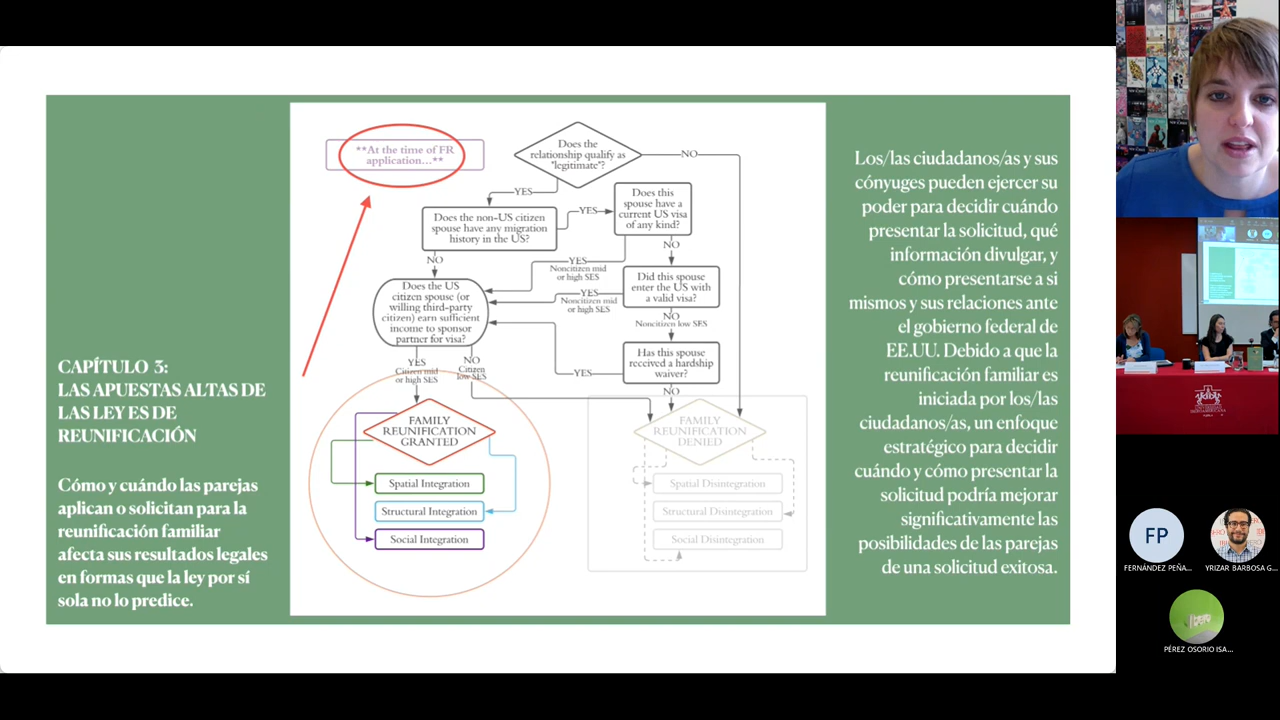 CAPÍTULO 3:
LAS APUESTAS ALTAS DE
LAS LEY ES DE
REUNIFICACIÓN
Cómo y cuándo las parejas
aplican o solicitan para la
reunificación familiar
afecta sus resultados legales
en formas que la ley por sí
sola no lo predice.
**At the time of FR
application...**
Does the
relationship qualify as
"legitimate"?
NO
YES
Does the non-US citizen
spouse have any migration
history in the US?
YES
Does this
spouse have a
current US visa
of any kind?
NO
NO
YES
Noncitizen mid
or high SES
Does the US
citizen spouse (or
willing third-party
citizen) earn sufficient
income to sponsor
partner for visa?
Did this spouse
enter the US with
a valid visa?
YES
Noncitizen mid
or high SES
NO
Noncitizen low SES
Has this spouse
received a hardship
waiver?
YES
NO
YES
Citizen mid
or high SES
NO
Citizen
low SES
FAMILY
REUNIFICATION
GRANTED
Spatial Integration
Structural Integration
Social Integration
FAMILY
REUNIFICATION
DENIED
Spatial Disuntegration
Structural Disuntegration
Social Disintegration
Los/las ciudadanos/as y sus
cónyuges pueden ejercer su
poder para decidir cuándo
presentar la solicitud, qué
información divulgar, y
cómo presentarse a si
mismos y sus relaciones ante
el gobierno federal de
EE.UU. Debido a que la
reunificación familiar es
iniciada por los/las
ciudadanos/as, un enfoque
estratégico para decidir
cuándo y cómo presentar la
solicitud podría mejorar
significativamente las
posibilidades de las parejas
de una solicitud exitosa.
FP
FERNÁNDEZ PEÑA...
YRIZAR BARBOSA G...
PÉREZ OSORIO ISA...